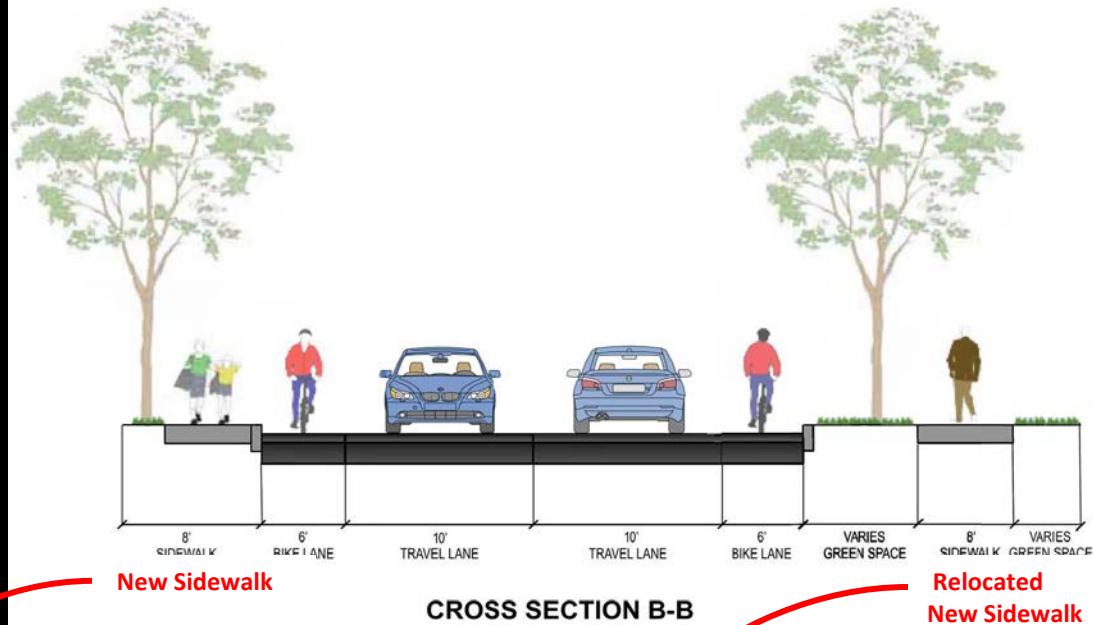 8' 6' 10' 10' 6' VARIES 8' VARIES
SIDEWALK BIKE LANE TRAVEL LANE TRAVEL LANE BIKE LANE GREEN SPACE SIDEWALK GREEN SPACE
New Sidewalk
Relocated
New Sidewalk
CROSS SECTION B-B